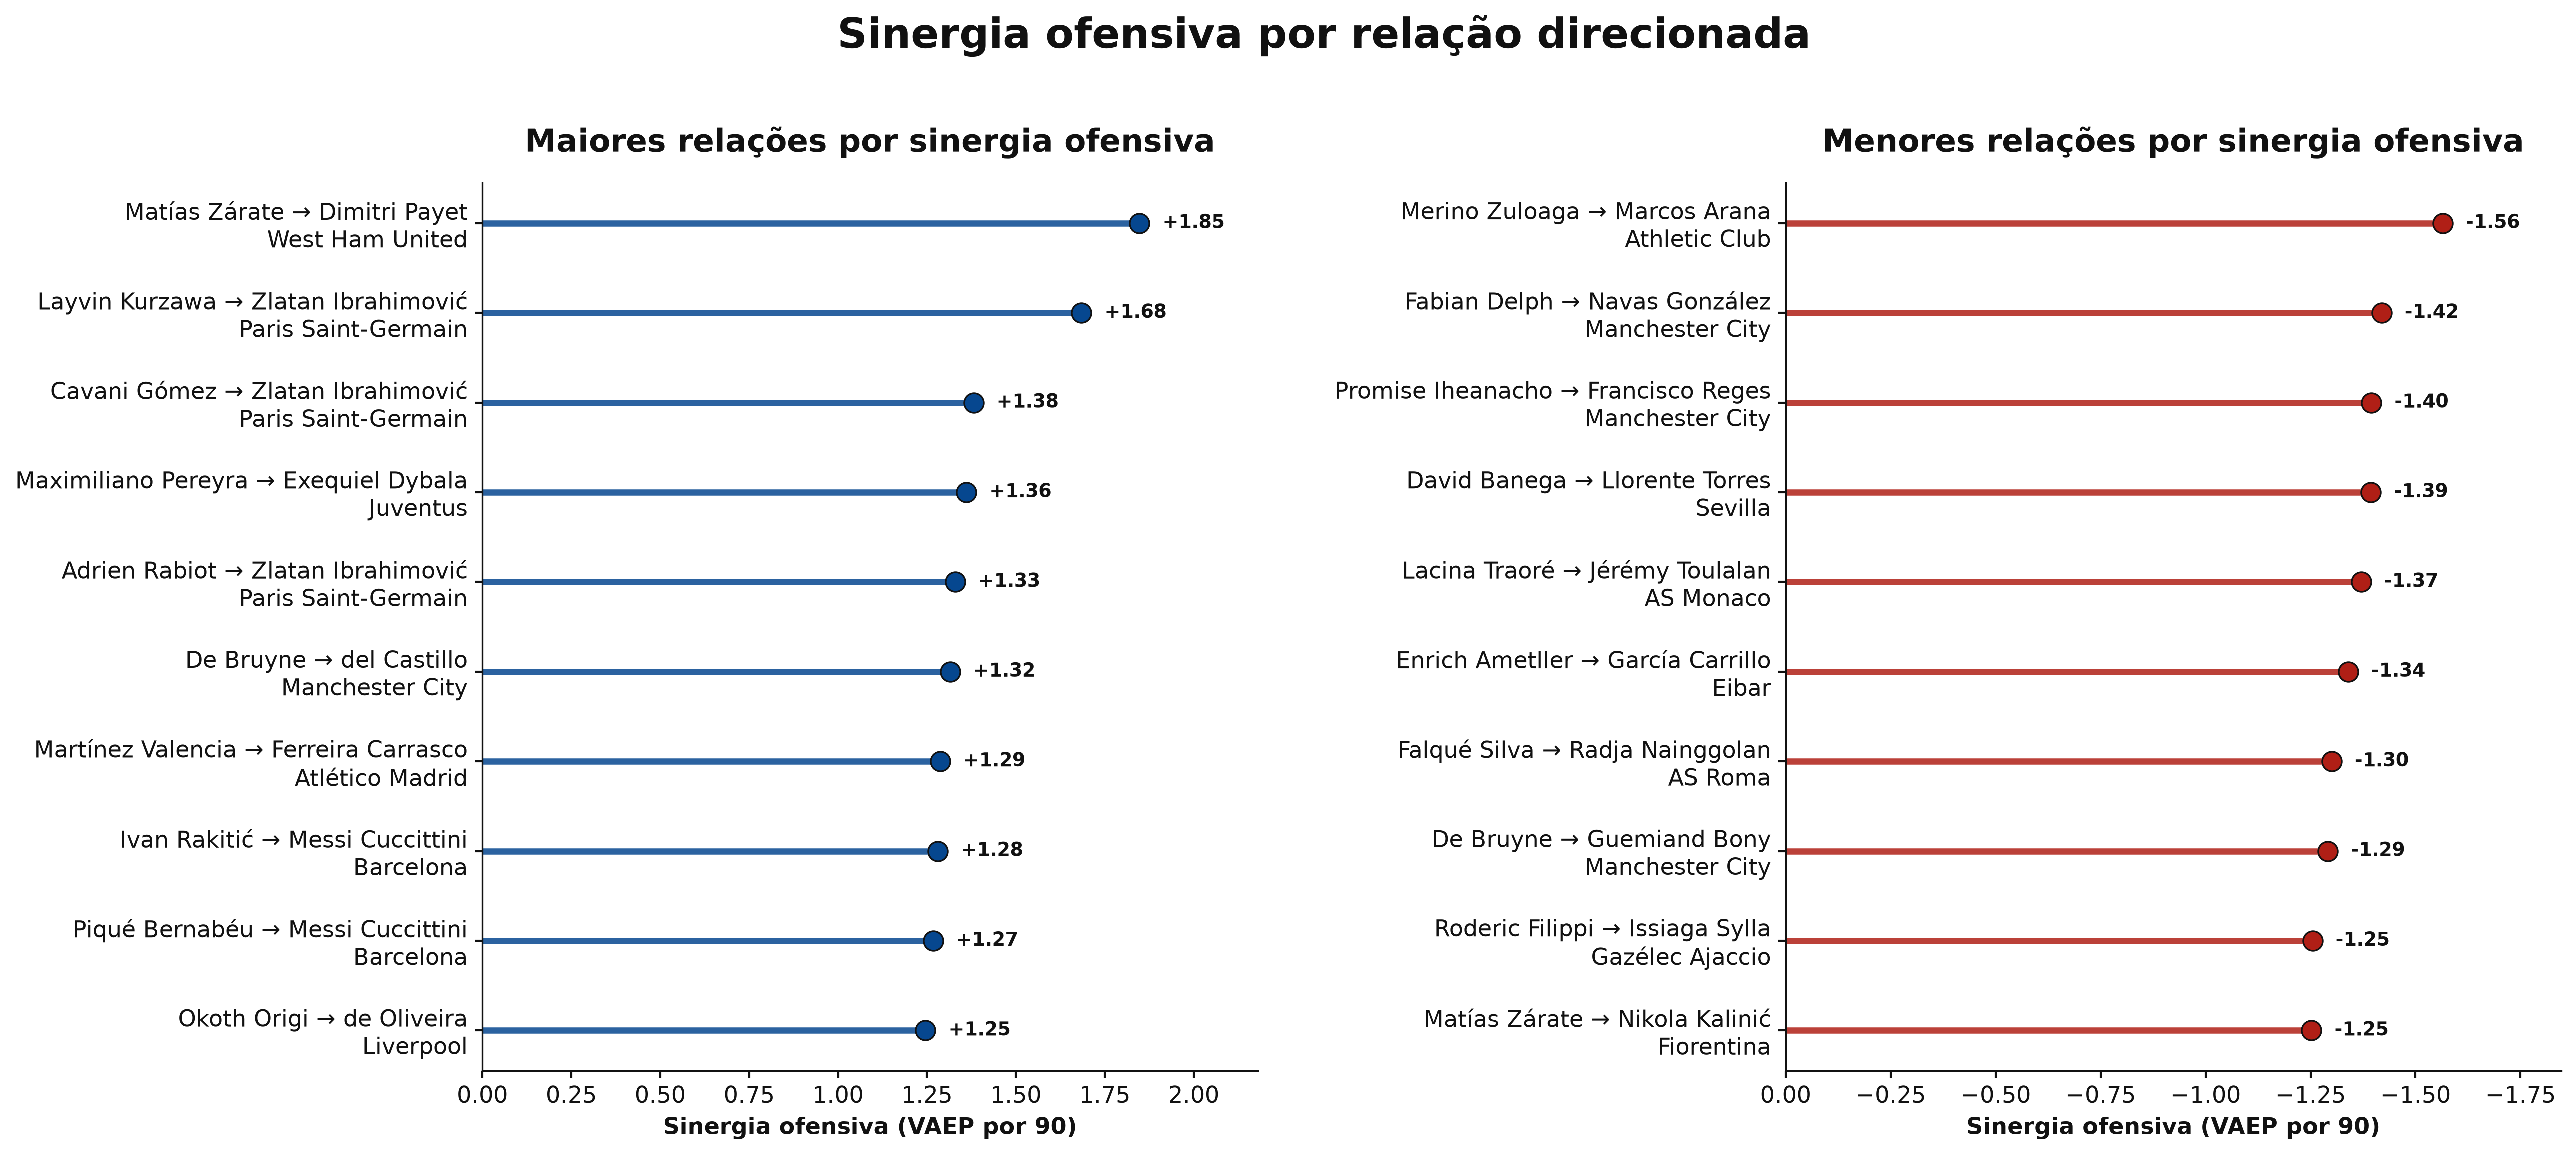 Sinergia ofensiva por relação direcionada
Maiores relações por sinergia ofensiva
Matías Zárate → Dimitri Payet
West Ham United
+1.85
Layvin Kurzawa → Zlatan Ibrahimović
Paris Saint-Germain
+1.68
Cavani Gómez → Zlatan Ibrahimović
Paris Saint-Germain
+1.38
Maximiliano Pereyra → Exequiel Dybala
Juventus
+1.36
Adrien Rabiot → Zlatan Ibrahimović
Paris Saint-Germain
+1.33
De Bruyne → del Castillo
Manchester City
+1.32
Martínez Valencia → Ferreira Carrasco
Atlético Madrid
+1.29
Ivan Rakitić → Messi Cuccittini
Barcelona
+1.28
Piqué Bernabéu → Messi Cuccittini
Barcelona
+1.27
Okoth Origi → de Oliveira
Liverpool
+1.25
0.00 0.25 0.50 0.75 1.00 1.25 1.50 1.75 2.00
Sinergia ofensiva (VAEP por 90)
Menores relações por sinergia ofensiva
Merino Zuloaga → Marcos Arana
Athletic Club
-1.56
Fabian Delph → Navas González
Manchester City
-1.42
Promise Iheanacho → Francisco Reges
Manchester City
-1.40
David Banega → Llorente Torres
Sevilla
-1.39
Lacina Traoré → Jérémy Toulalan
AS Monaco
-1.37
Enrich Ametller → García Carrillo
Eibar
-1.34
Falqué Silva → Radja Nainggolan
AS Roma
-1.30
De Bruyne → Guemiand Bony
Manchester City
-1.29
Roderic Filippi → Issiaga Sylla
Gazélec Ajaccio
-1.25
Matías Zárate → Nikola Kalinić
Fiorentina
-1.25
0.00 −0.25 −0.50 −0.75 −1.00 −1.25 −1.50 −1.75
Sinergia ofensiva (VAEP por 90)